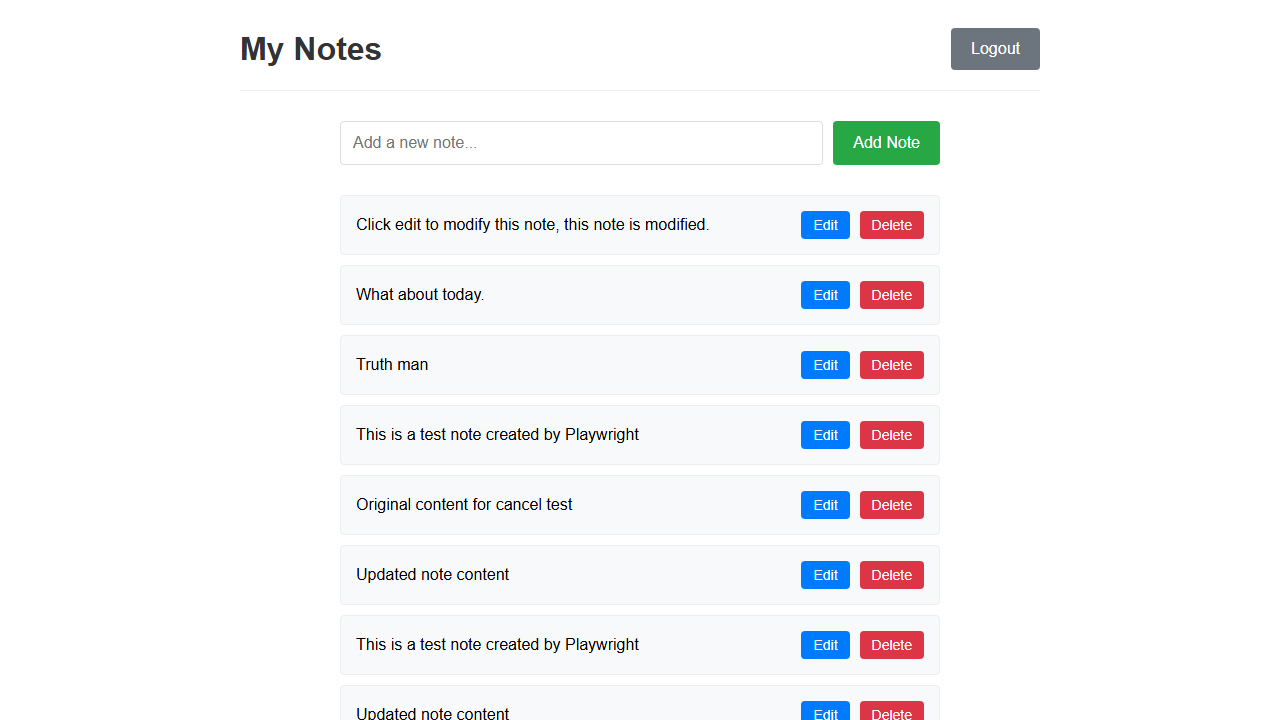 My Notes
Logout
Add a new note...
Add Note
Click edit to modify this note, this note is modified.
Edit
Delete
What about today.
Edit
Delete
Truth man
Edit
Delete
This is a test note created by Playwright
Edit
Delete
Original content for cancel test
Edit
Delete
Updated note content
Edit
Delete
This is a test note created by Playwright
Edit
Delete
Updated note content
Edit
Delete